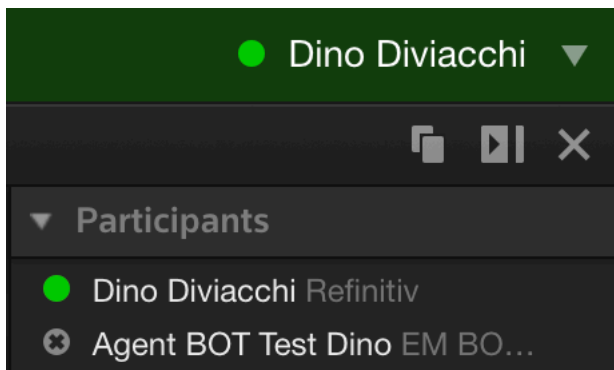 Dino Diviacchi
Participants
Dino Diviacchi Refinitiv
Agent BOT Test Dino EM BO...